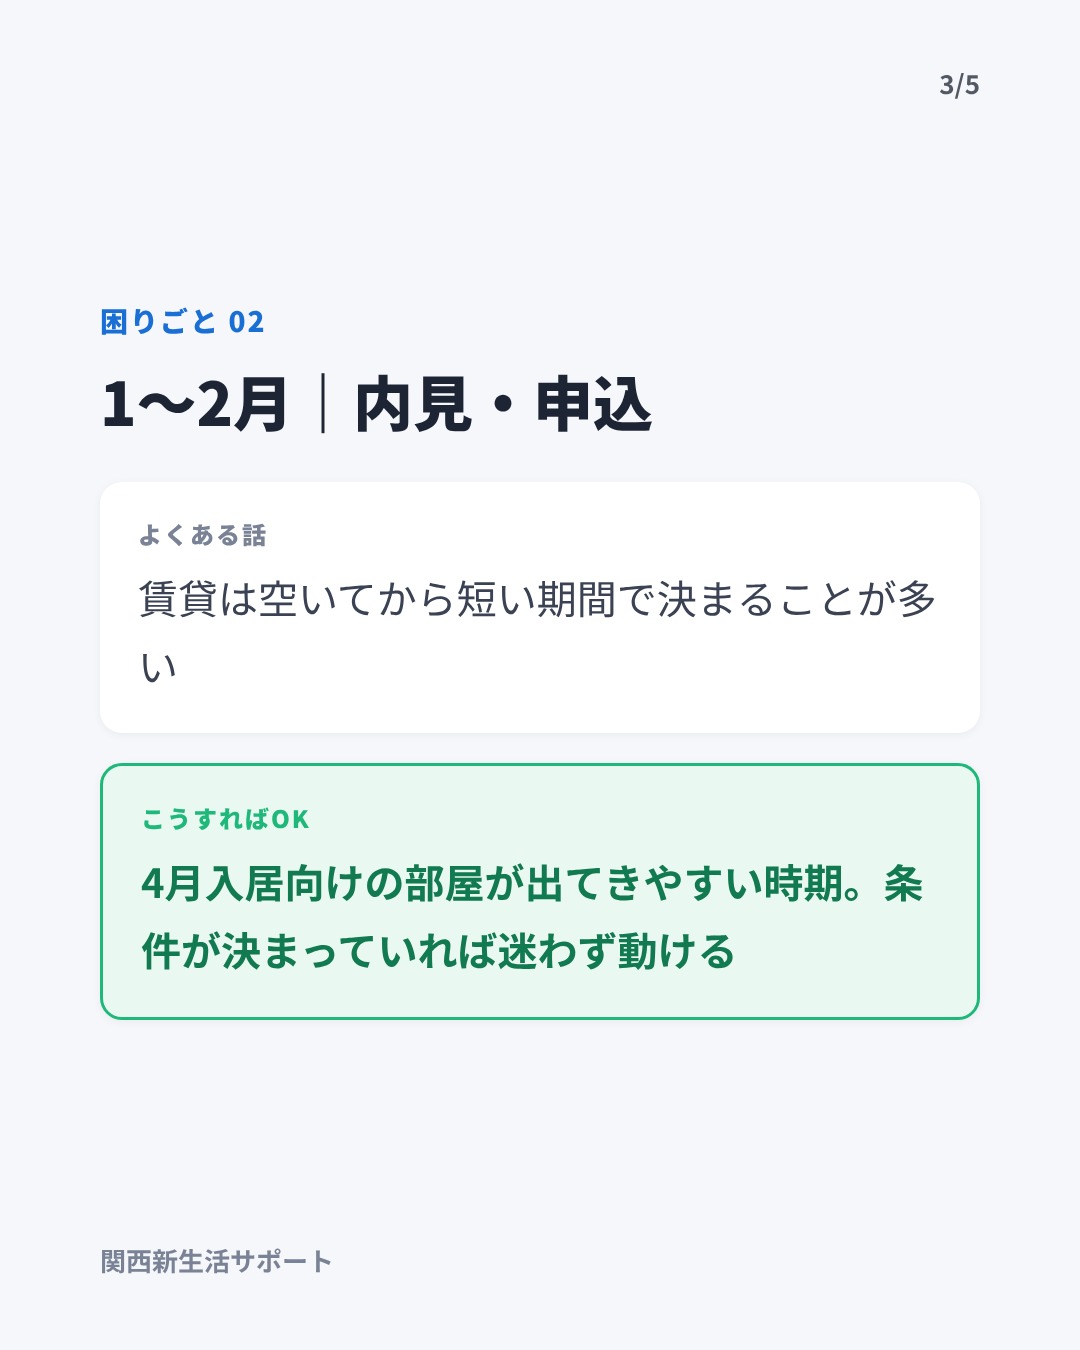 3/5
困りごと 02
1〜2月｜内見・申込
よくある話
賃貸は空いてから短い期間で決まることが多
い
こうすればOK
4月入居向けの部屋が出てきやすい時期。条
件が決まっていれば迷わず動ける
関西新生活サポート